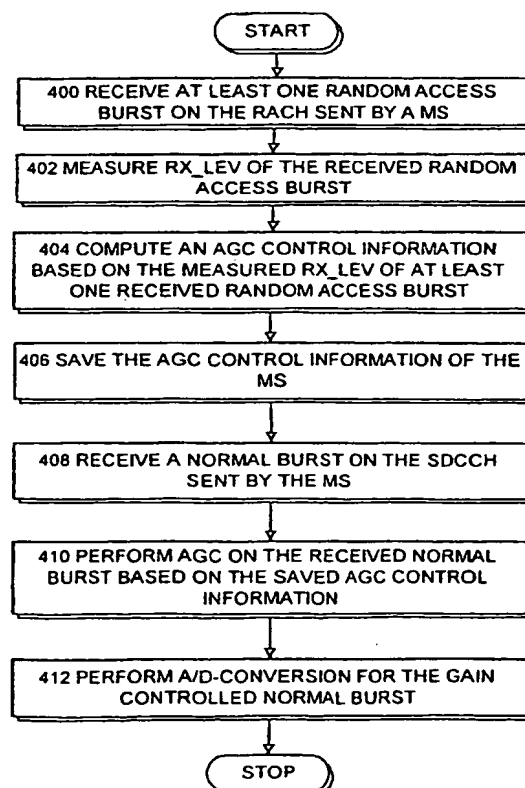 START
400 RECEIVE AT LEAST ONE RANDOM ACCESS
BURST ON THE RACH SENT BY A MS
402 MEASURE RX_LEV OF THE RECEIVED RANDOM
ACCESS BURST
404 COMPUTE AN AGC CONTROL INFORMATION
BASED ON THE MEASURED RX_LEV OF AT LEAST
ONE RECEIVED RANDOM ACCESS BURST
406 SAVE THE AGC CONTROL INFORMATION OF THE
MS
408 RECEIVE A NORMAL BURST ON THE SDCCH
SENT BY THE MS
410 PERFORM AGC ON THE RECEIVED NORMAL
BURST BASED ON THE SAVED AGC CONTROL
INFORMATION
412 PERFORM A/D-CONVERSION FOR THE GAIN
CONTROLLED NORMAL BURST
STOP